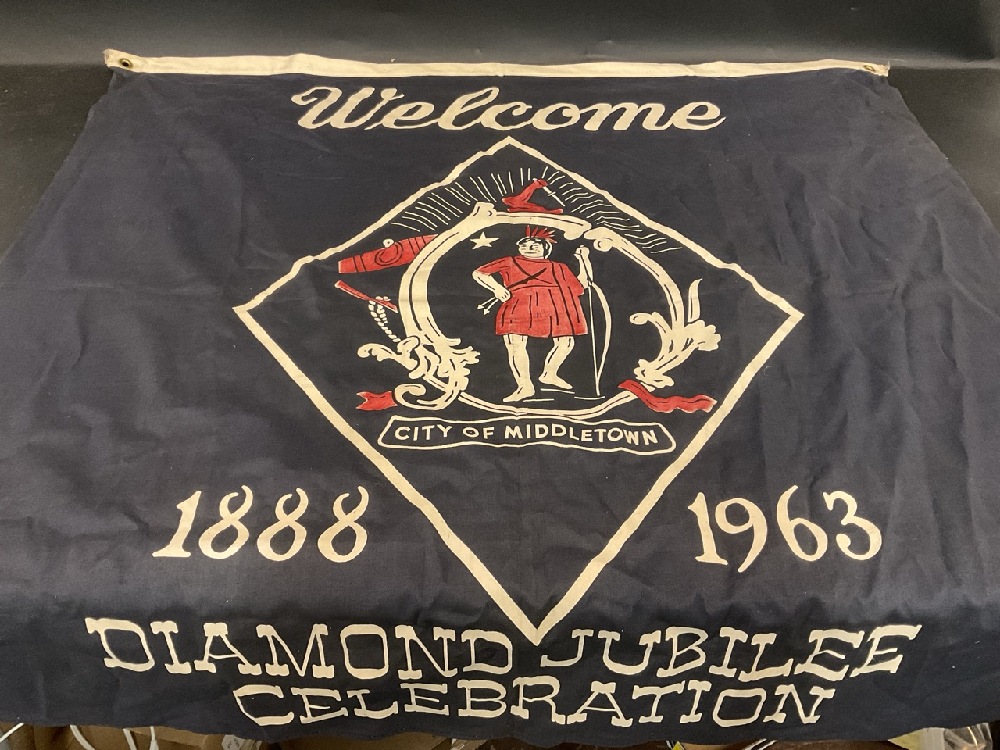 Welcome
CITY OF MIDDLETOWN
1888 1963
DIAMOND JUBILEE
CELEBRATION